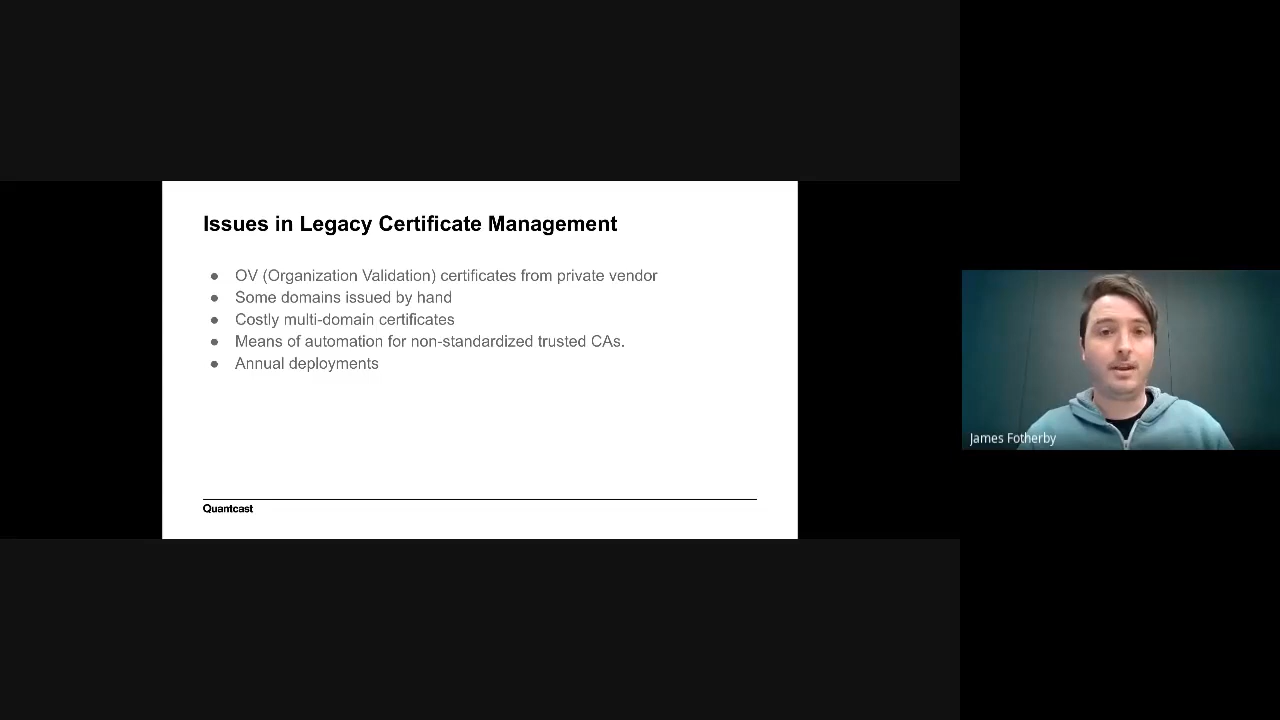 Issues in Legacy Certificate Management
● OV (Organization Validation) certificates from private vendor
● Some domains issued by hand
● Costly multi-domain certificates
● Means of automation for non-standardized trusted CAs.
● Annual deployments
Quantcast
James Fotherby